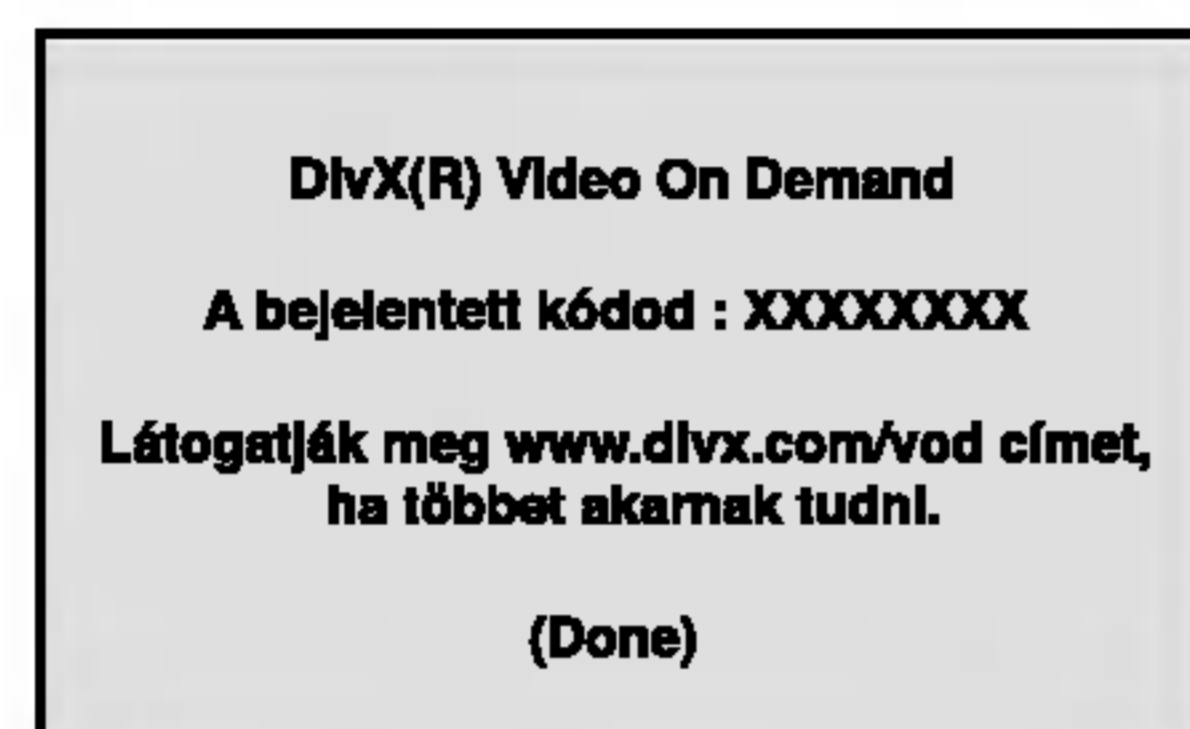 DivX(R) Video On Demand
A bejelentett kódod : XXXXXXXX
Látogatják meg www.divx.com/vod címet,
ha többet akarnak tudni.
(Done)